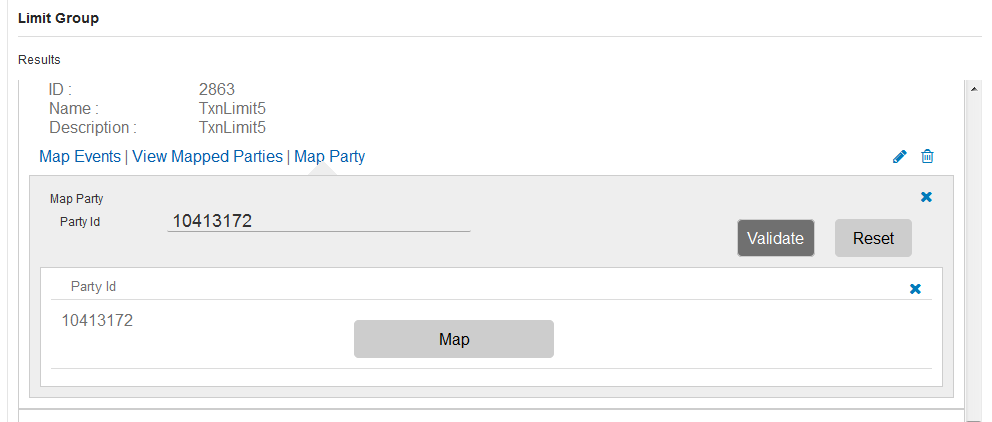 Limit Group
Results
ID : 2863
Name : TxnLimit5
Description : TxnLimit5
Map Events | View Mapped Parties | Map Party
Map Party
Party Id 10413172
Validate Reset
Party Id
10413172
Map